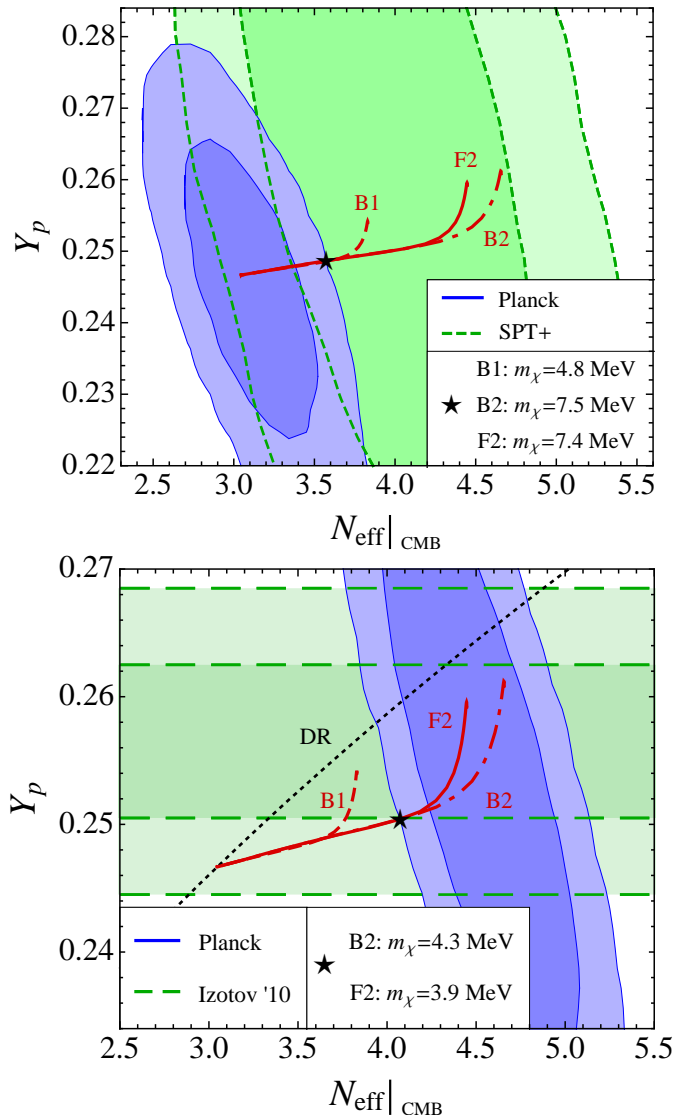 0.28
0.27
0.26
0.25
0.24
0.23
0.22
Y_p
B1
F2
B2
Planck
SPT+
B1: m_χ=4.8 MeV
★ B2: m_χ=7.5 MeV
F2: m_χ=7.4 MeV
2.5 3.0 3.5 4.0 4.5 5.0 5.5
N_eff|_CMB
0.27
0.26
0.25
0.24
Y_p
DR
F2
B1
B2
Planck
Izotov '10
★ B2: m_χ=4.3 MeV
F2: m_χ=3.9 MeV
2.5 3.0 3.5 4.0 4.5 5.0 5.5
N_eff|_CMB